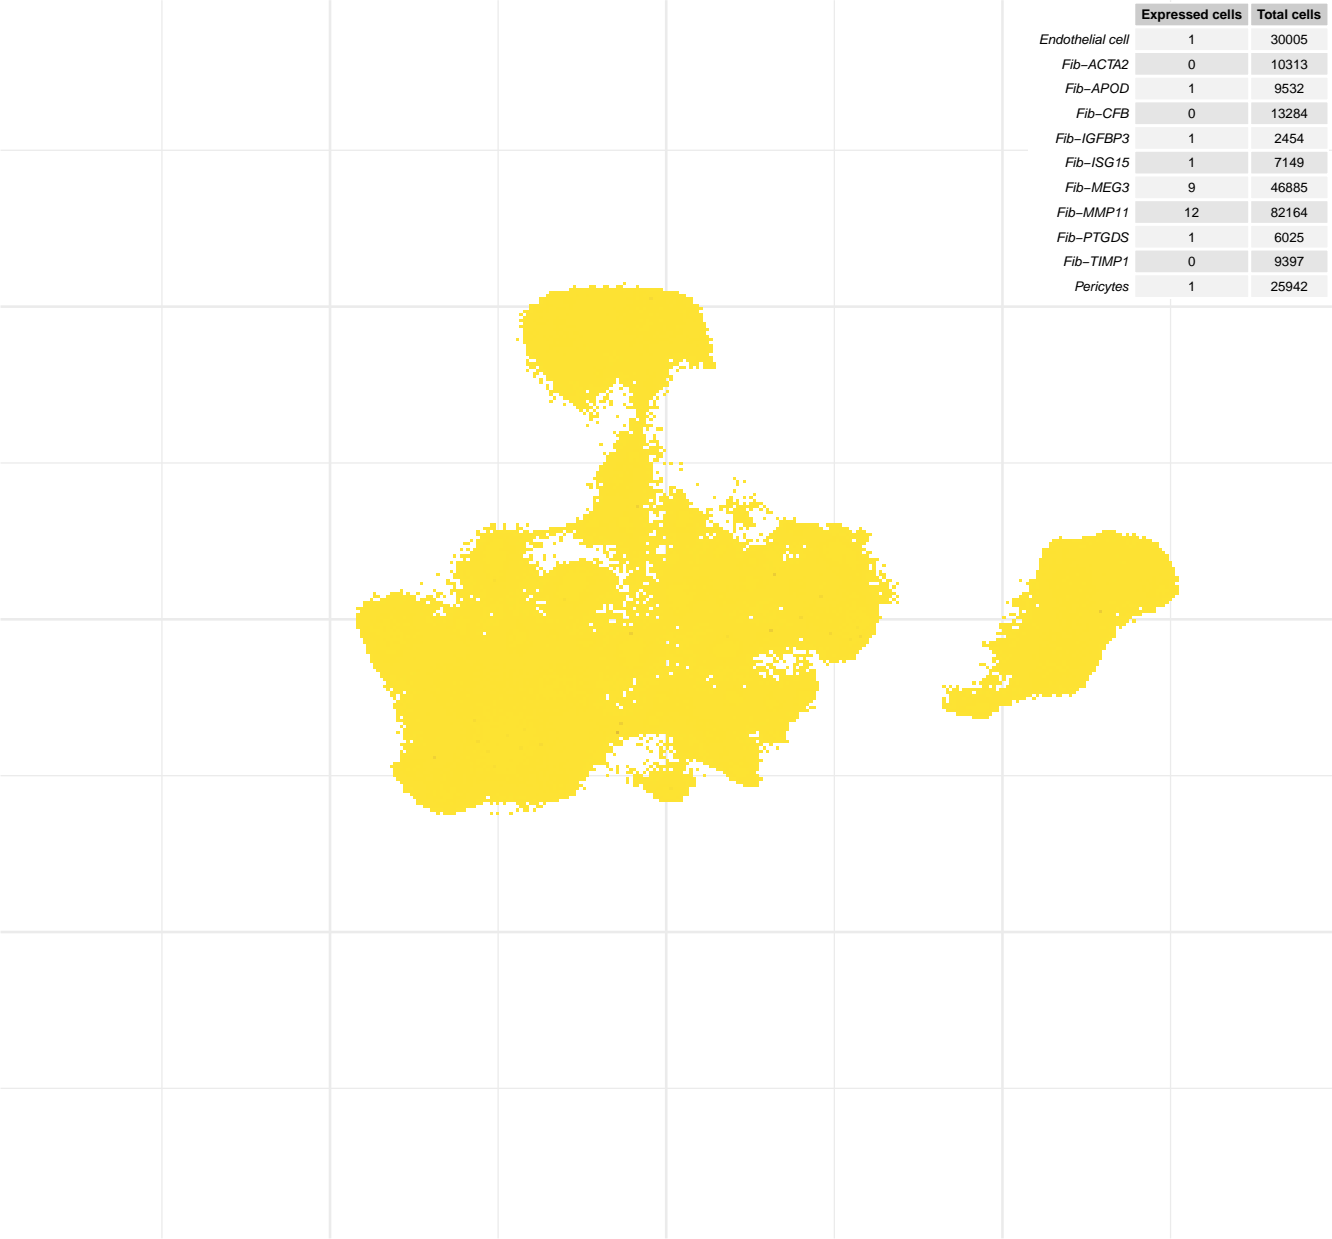 Expressed cells Total cells
Endothelial cell 1 30005
Fib−ACTA2 0 10313
Fib−APOD 1 9532
Fib−CFB 0 13284
Fib−IGFBP3 1 2454
Fib−ISG15 1 7149
Fib−MEG3 9 46885
Fib−MMP11 12 82164
Fib−PTGDS 1 6025
Fib−TIMP1 0 9397
Pericytes 1 25942